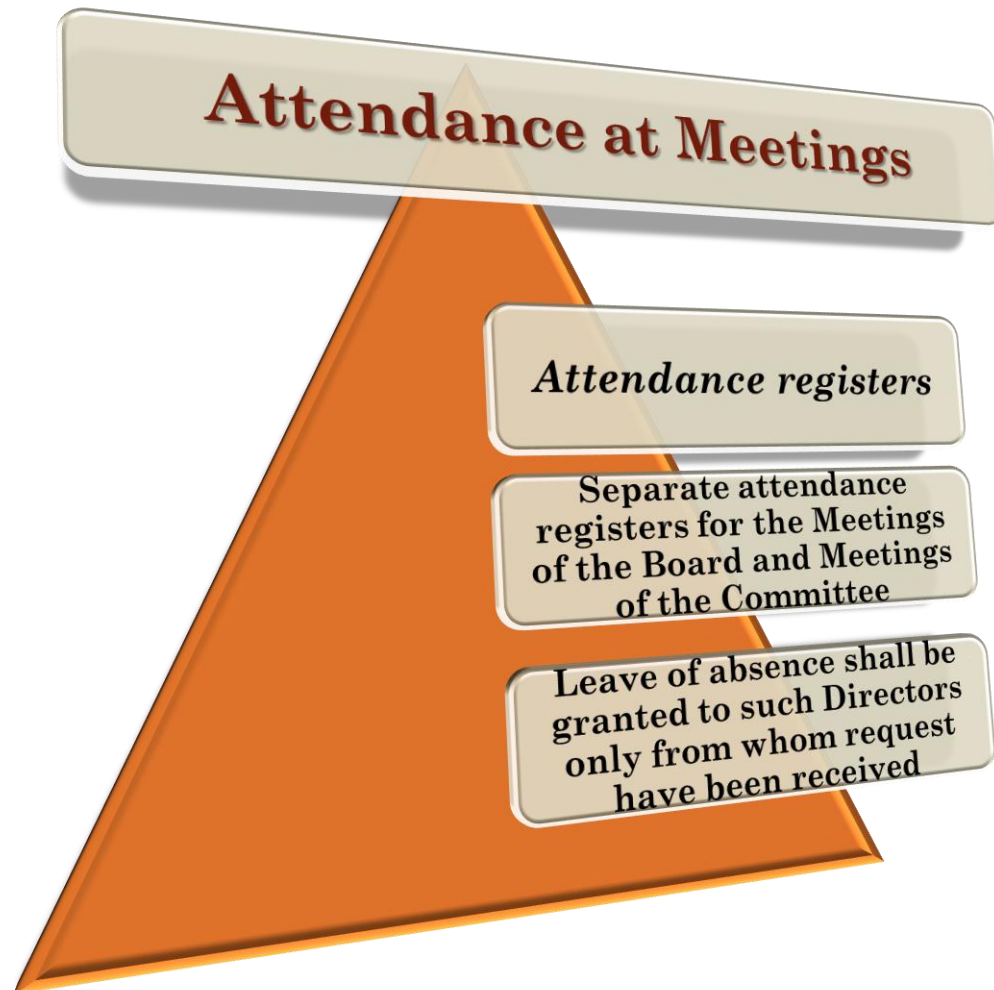 Attendance at Meetings
Attendance registers
Separate attendance
registers for the Meetings
of the Board and Meetings
of the Committee
Leave of absence shall be
granted to such Directors
only from whom request
have been received